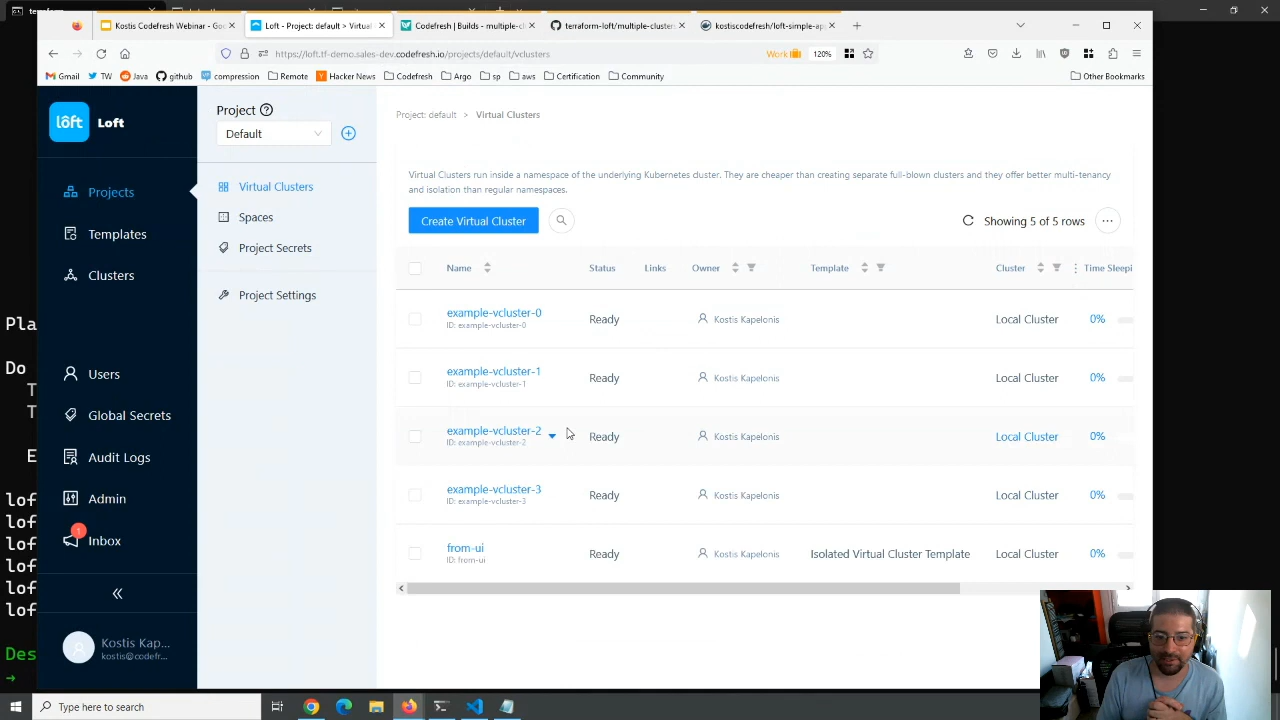 Kostis Codefresh Webinar - Goo
Loft - Project: default > Virtual
Codefresh | Builds - multiple-cl
terraform-loft/multiple-clusters
kostiscodefresh/loft-simple-ap
https://loft.tf-demo.sales-dev.codefresh.io/projects/default/vclusters
Work
120%
Gmail
TW
Reddit
github
compression
Remote
Hacker News
Codefresh
Argo
sp
aws
Certification
Community
Other Bookmarks
lôft
Loft
Projects
Templates
Clusters
Users
Global Secrets
Audit Logs
Admin
1
Inbox
Kostis Kap...
kostis@codefr...
Project
Default
Virtual Clusters
Spaces
Project Secrets
Project Settings
Project: default > Virtual Clusters
Virtual Clusters run inside a namespace of the underlying Kubernetes cluster. They are cheaper than creating separate full-blown clusters and they offer better multi-tenancy
and isolation than regular namespaces.
Create Virtual Cluster
Showing 5 of 5 rows
Name Status Links Owner Template Cluster Time Sleepi
example-vcluster-0 Ready Kostis Kapelonis Local Cluster 0%
ID: example-vcluster-0
example-vcluster-1 Ready Kostis Kapelonis Local Cluster 0%
ID: example-vcluster-1
example-vcluster-2 Ready Kostis Kapelonis Local Cluster 0%
ID: example-vcluster-2
example-vcluster-3 Ready Kostis Kapelonis Local Cluster 0%
ID: example-vcluster-3
from-ui Ready Kostis Kapelonis Isolated Virtual Cluster Template Local Cluster 0%
ID: from-ui
Pla
Do
T
T
E
lof
lof
lof
lof
lof
lof
Des
Type here to search